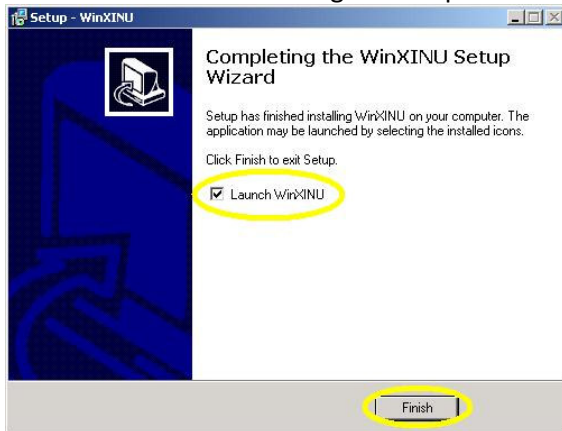 Setup - WinXINU
Completing the WinXINU Setup
Wizard
Setup has finished installing WinXINU on your computer. The
application may be launched by selecting the installed icons.
Click Finish to exit Setup.
Launch WinXINU
Finish